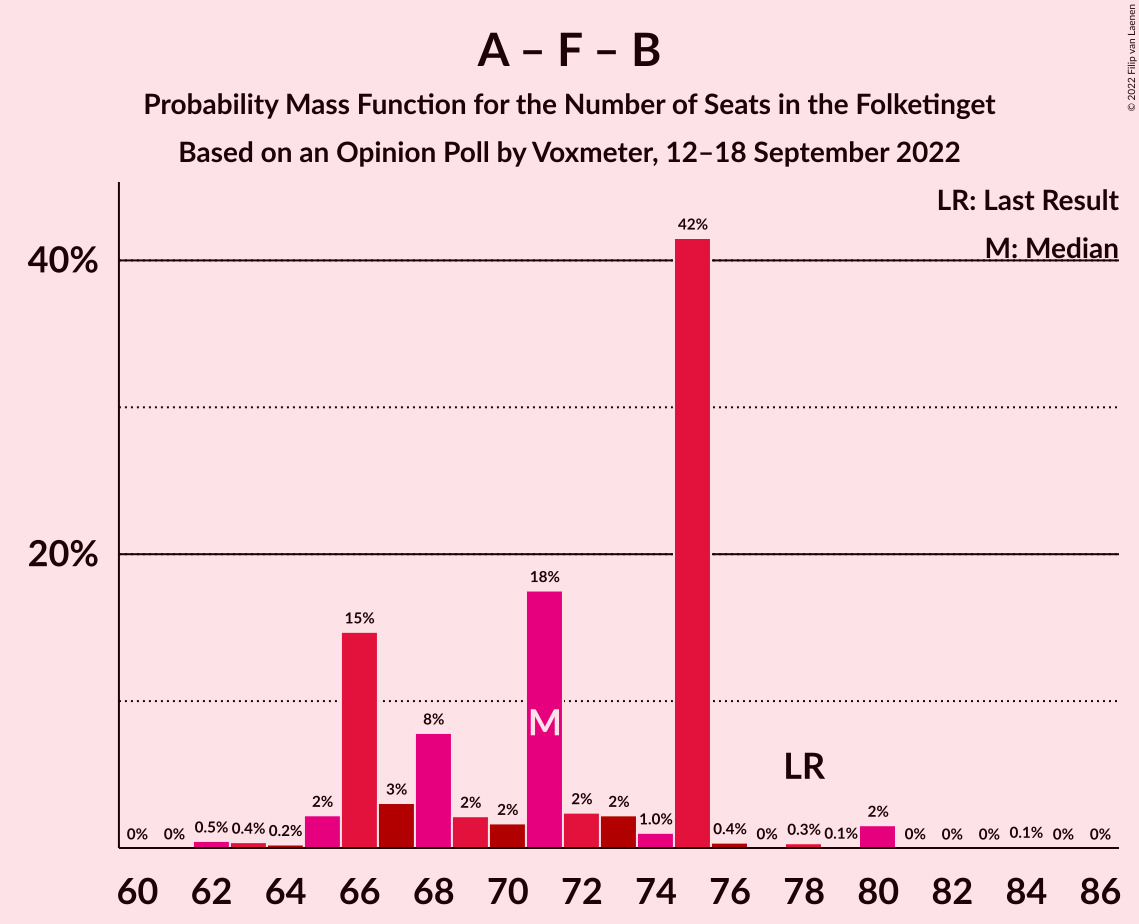 A – F – B
Probability Mass Function for the Number of Seats in the Folketinget
Based on an Opinion Poll by Voxmeter, 12–18 September 2022
© 2022 Filip van Laenen
LR: Last Result
M: Median
40%
20%
0% 0% 0.5% 0.4% 0.2% 2% 15% 3% 8% 2% 2% 18% 2% 2% 1.0% 42% 0.4% 0% 0.3% 0.1% 2% 0% 0% 0% 0.1% 0% 0%
M
LR
60 62 64 66 68 70 72 74 76 78 80 82 84 86